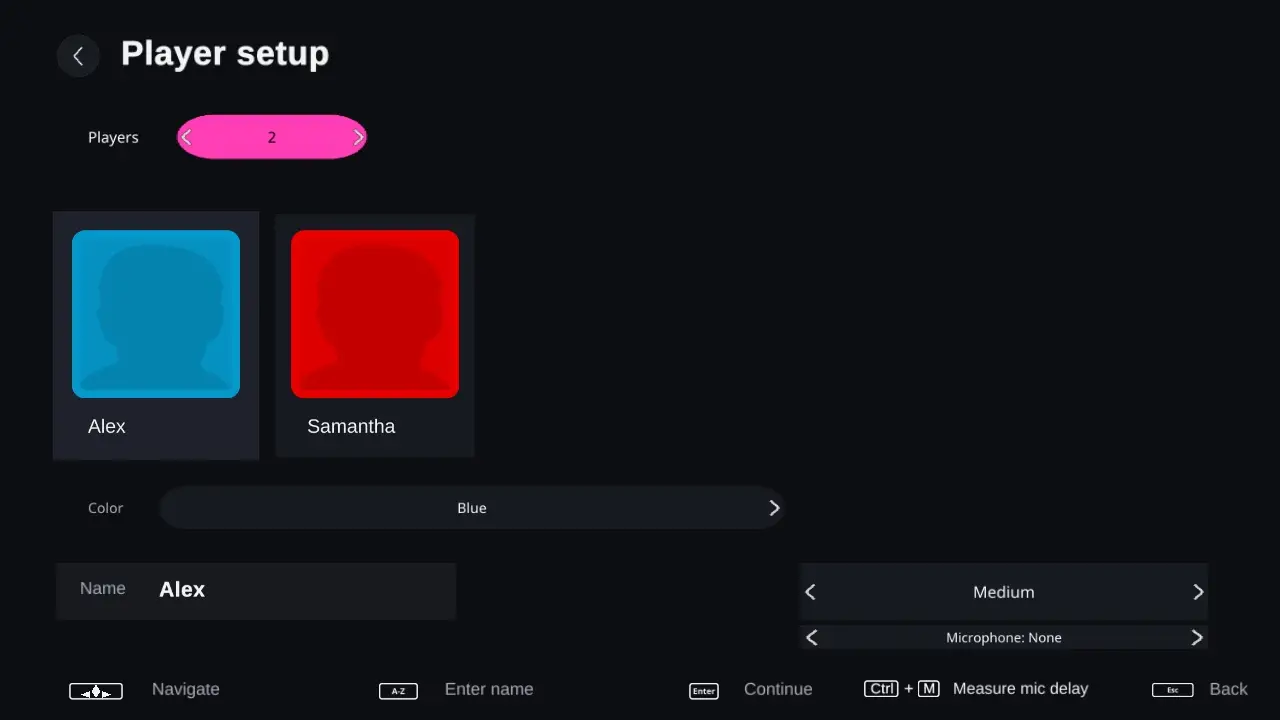 Player setup
Players 2
Alex
Samantha
Color Blue
Name Alex
Medium
Microphone: None
Navigate
A-Z Enter name
Enter Continue
Ctrl + M Measure mic delay
Esc Back